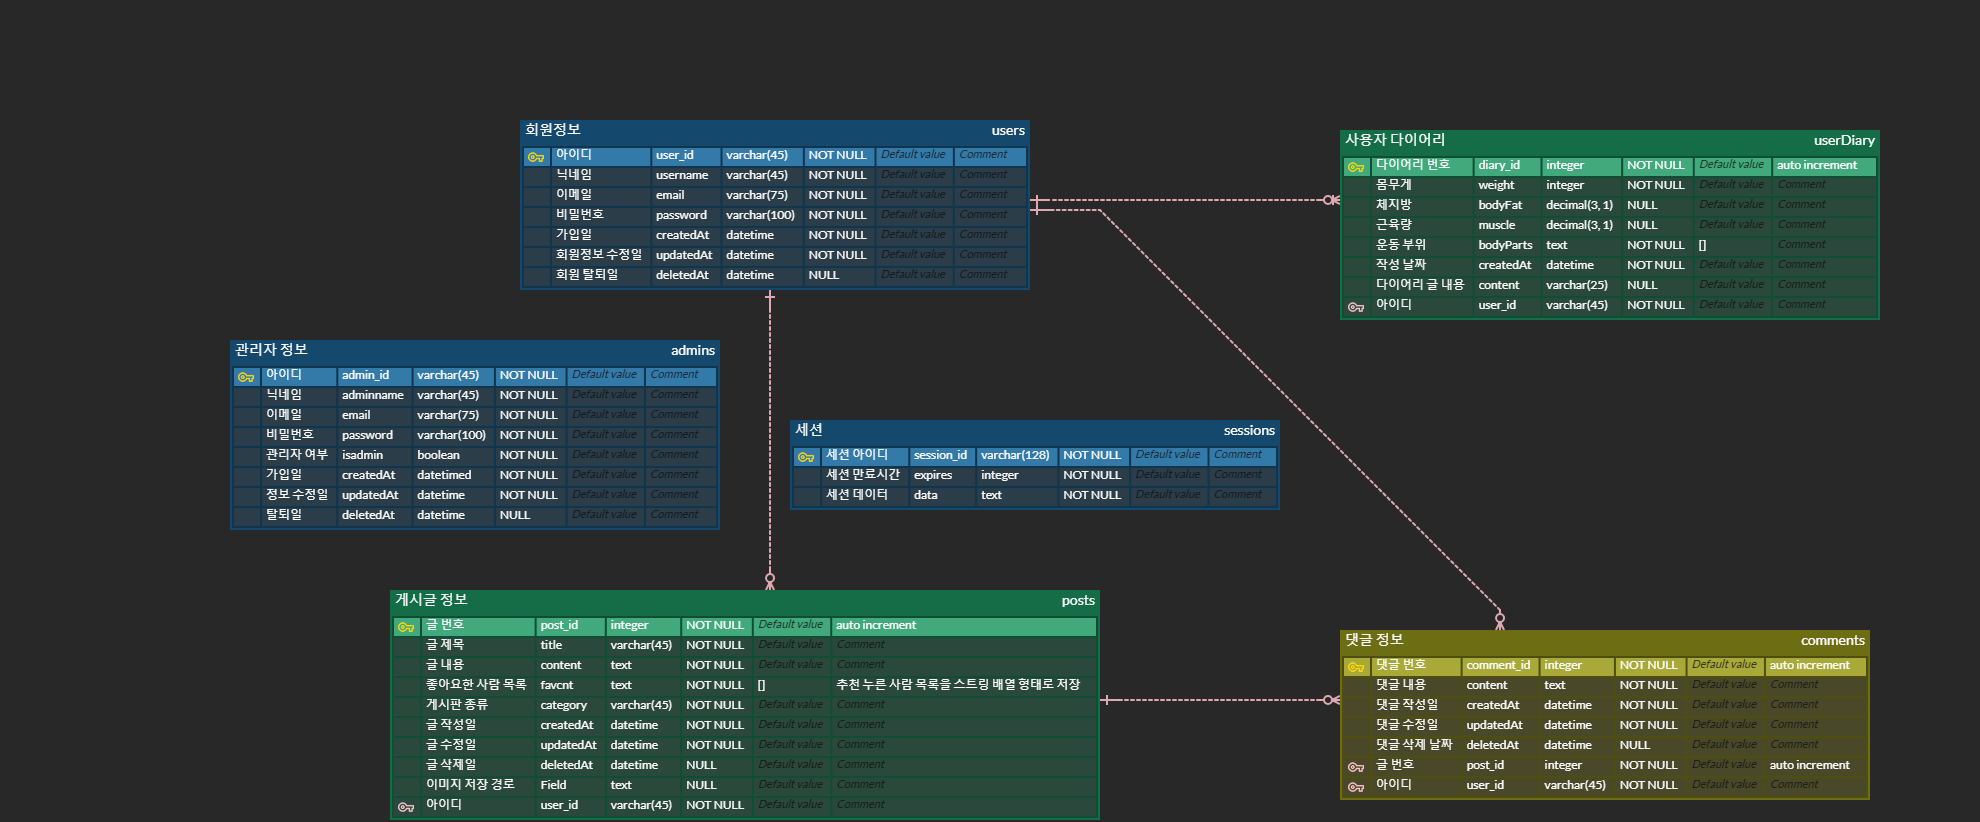 회원정보 users
아이디 user_id varchar(45) NOT NULL Default value Comment
닉네임 username varchar(45) NOT NULL Default value Comment
이메일 email varchar(75) NOT NULL Default value Comment
비밀번호 password varchar(100) NOT NULL Default value Comment
가입일 createdAt datetime NOT NULL Default value Comment
회원정보 수정일 updatedAt datetime NOT NULL Default value Comment
회원 탈퇴일 deletedAt datetime NULL Default value Comment
사용자 다이어리 userDiary
다이어리 번호 diary_id integer NOT NULL Default value auto increment
몸무게 weight integer NOT NULL Default value Comment
체지방 bodyFat decimal(3, 1) NULL Default value Comment
근육량 muscle decimal(3, 1) NULL Default value Comment
운동 부위 bodyParts text NOT NULL [] Comment
작성 날짜 createdAt datetime NOT NULL Default value Comment
다이어리 글 내용 content varchar(25) NULL Default value Comment
아이디 user_id varchar(45) NOT NULL Default value Comment
관리자 정보 admins
아이디 admin_id varchar(45) NOT NULL Default value Comment
닉네임 adminname varchar(45) NOT NULL Default value Comment
이메일 email varchar(75) NOT NULL Default value Comment
비밀번호 password varchar(100) NOT NULL Default value Comment
관리자 여부 isadmin boolean NOT NULL Default value Comment
가입일 createdAt datetimed NOT NULL Default value Comment
정보 수정일 updatedAt datetime NOT NULL Default value Comment
탈퇴일 deletedAt datetime NULL Default value Comment
세션 sessions
세션 아이디 session_id varchar(128) NOT NULL Default value Comment
세션 만료시간 expires integer NOT NULL Default value Comment
세션 데이터 data text NOT NULL Default value Comment
게시글 정보 posts
글 번호 post_id integer NOT NULL Default value auto increment
글 제목 title varchar(45) NOT NULL Default value Comment
글 내용 content text NOT NULL Default value Comment
좋아요한 사람 목록 favcnt text NOT NULL [] 추천 누른 사람 목록을 스트링 배열 형태로 저장
게시판 종류 category varchar(45) NOT NULL Default value Comment
글 작성일 createdAt datetime NOT NULL Default value Comment
글 수정일 updatedAt datetime NOT NULL Default value Comment
글 삭제일 deletedAt datetime NULL Default value Comment
이미지 저장 경로 Field text NULL Default value Comment
아이디 user_id varchar(45) NOT NULL Default value Comment
댓글 정보 comments
댓글 번호 comment_id integer NOT NULL Default value auto increment
댓글 내용 content text NOT NULL Default value Comment
댓글 작성일 createdAt datetime NOT NULL Default value Comment
댓글 수정일 updatedAt datetime NOT NULL Default value Comment
댓글 삭제 날짜 deletedAt datetime NULL Default value Comment
글 번호 post_id integer NOT NULL Default value auto increment
아이디 user_id varchar(45) NOT NULL Default value Comment